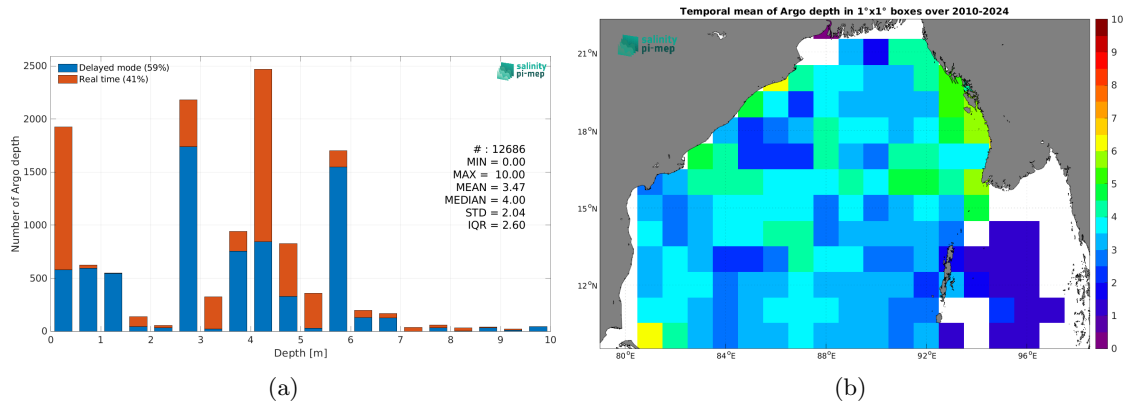 Delayed mode (59%)
Real time (41%)
salinity
pi-mep
# : 12686
MIN = 0.00
MAX = 10.00
MEAN = 3.47
MEDIAN = 4.00
STD = 2.04
IQR = 2.60
Number of Argo depth
2500
2000
1500
1000
500
0
0 1 2 3 4 5 6 7 8 9 10
Depth [m]
(a)
Temporal mean of Argo depth in 1°x1° boxes over 2010-2024
salinity
pi-mep
21°N
18°N
15°N
12°N
80°E 84°E 88°E 92°E 96°E
10
9
8
7
6
5
4
3
2
1
0
(b)